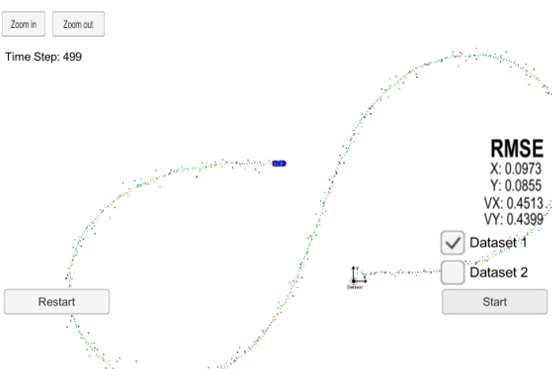 Zoom in
Zoom out
Time Step: 499
RMSE
X: 0.0973
Y: 0.0855
VX: 0.4513
VY: 0.4399
Dataset 1
Dataset 2
Y
Sensor
Restart
Start